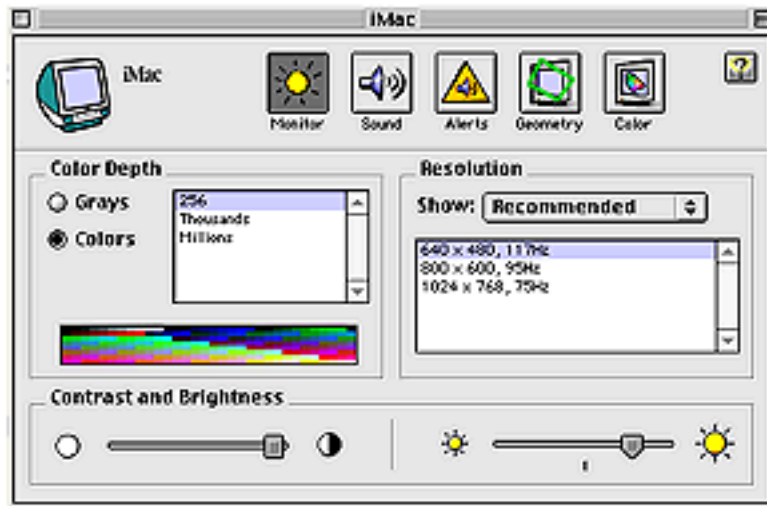 iMac
iMac
Monitor
Sound
Alerts
Geometry
Color
Color Depth
Grays
Colors
256
Thousands
Millions
Resolution
Show: Recommended
640 x 480, 117Hz
800 x 600, 95Hz
1024 x 768, 75Hz
Contrast and Brightness